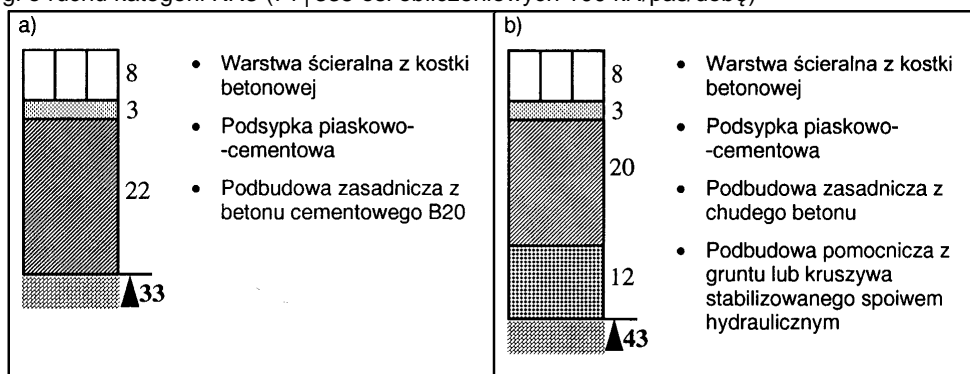 a)
8
3
22
33
• Warstwa ścieralna z kostki
betonowej
• Podsypka piaskowo-
-cementowa
• Podbudowa zasadnicza z
betonu cementowego B20
b)
8
3
20
12
43
• Warstwa ścieralna z kostki
betonowej
• Podsypka piaskowo-
-cementowa
• Podbudowa zasadnicza z
chudego betonu
• Podbudowa pomocnicza z
gruntu lub kruszywa
stabilizowanego spoiwem
hydraulicznym